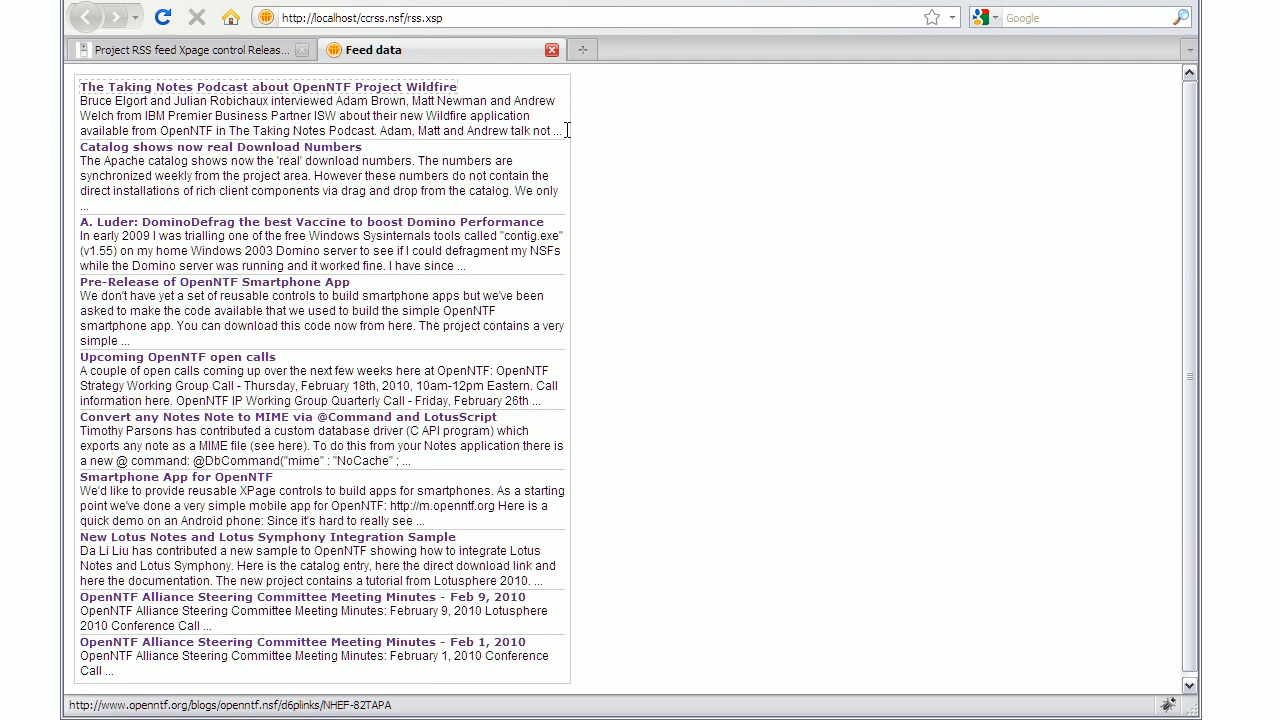 http://localhost/ccrss.nsf/rss.xsp
Google
Project RSS feed Xpage control Releas...
Feed data
The Taking Notes Podcast about OpenNTF Project Wildfire
Bruce Elgort and Julian Robichaux interviewed Adam Brown, Matt Newman and Andrew
Welch from IBM Premier Business Partner ISW about their new Wildfire application
available from OpenNTF in The Taking Notes Podcast. Adam, Matt and Andrew talk not ...
Catalog shows now real Download Numbers
The Apache catalog shows now the 'real' download numbers. The numbers are
synchronized weekly from the project area. However these numbers do not contain the
direct installations of rich client components via drag and drop from the catalog. We only
...
A. Luder: DominoDefrag the best Vaccine to boost Domino Performance
In early 2009 I was trialling one of the free Windows Sysinternals tools called "contig.exe"
(v1.55) on my home Windows 2003 Domino server to see if I could defragment my NSFs
while the Domino server was running and it worked fine. I have since ...
Pre-Release of OpenNTF Smartphone App
We don't have yet a set of reusable controls to build smartphone apps but we've been
asked to make the code available that we used to build the simple OpenNTF
smartphone app. You can download this code now from here. The project contains a very
simple ...
Upcoming OpenNTF open calls
A couple of open calls coming up over the next few weeks here at OpenNTF: OpenNTF
Strategy Working Group Call - Thursday, February 18th, 2010, 10am-12pm Eastern. Call
information here. OpenNTF IP Working Group Quarterly Call - Friday, February 26th ...
Convert any Notes Note to MIME via @Command and LotusScript
Timothy Parsons has contributed a custom database driver (C API program) which
exports any note as a MIME file (see here). To do this from your Notes application there is
a new @ command: @DbCommand("mime" : "NoCache" ; ...
Smartphone App for OpenNTF
We'd like to provide reusable XPage controls to build apps for smartphones. As a starting
point we've done a very simple mobile app for OpenNTF: http://m.openntf.org Here is a
quick demo on an Android phone: Since it's hard to really see ...
New Lotus Notes and Lotus Symphony Integration Sample
Da Li Liu has contributed a new sample to OpenNTF showing how to integrate Lotus
Notes and Lotus Symphony. Here is the catalog entry, here the direct download link and
here the documentation. The new project contains a tutorial from Lotusphere 2010. ...
OpenNTF Alliance Steering Committee Meeting Minutes - Feb 9, 2010
OpenNTF Alliance Steering Committee Meeting Minutes: February 9, 2010 Lotusphere
2010 Conference Call ...
OpenNTF Alliance Steering Committee Meeting Minutes - Feb 1, 2010
OpenNTF Alliance Steering Committee Meeting Minutes: February 1, 2010 Conference
Call ...
http://www.openntf.org/blogs/openntf.nsf/d6plinks/NHEF-82TAPA